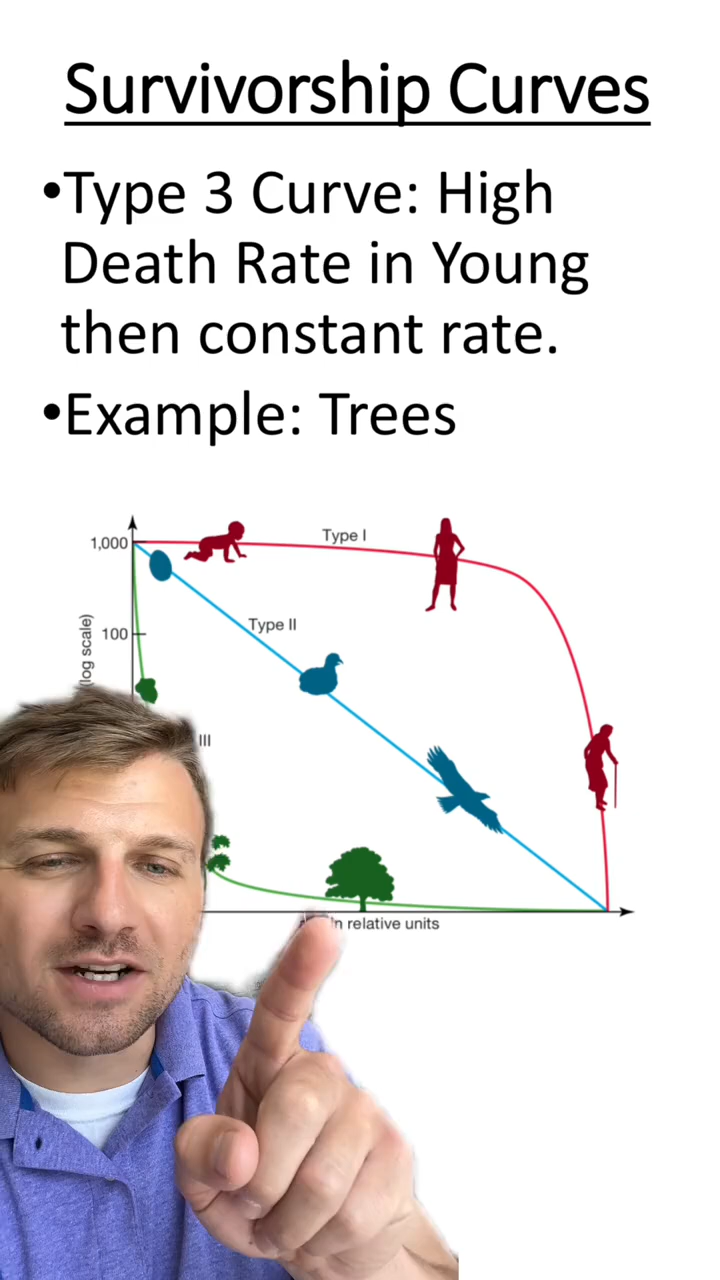 Survivorship Curves
•Type 3 Curve: High
Death Rate in Young
then constant rate.
•Example: Trees
1,000
Type I
Type II
100
(log scale)
III
in relative units